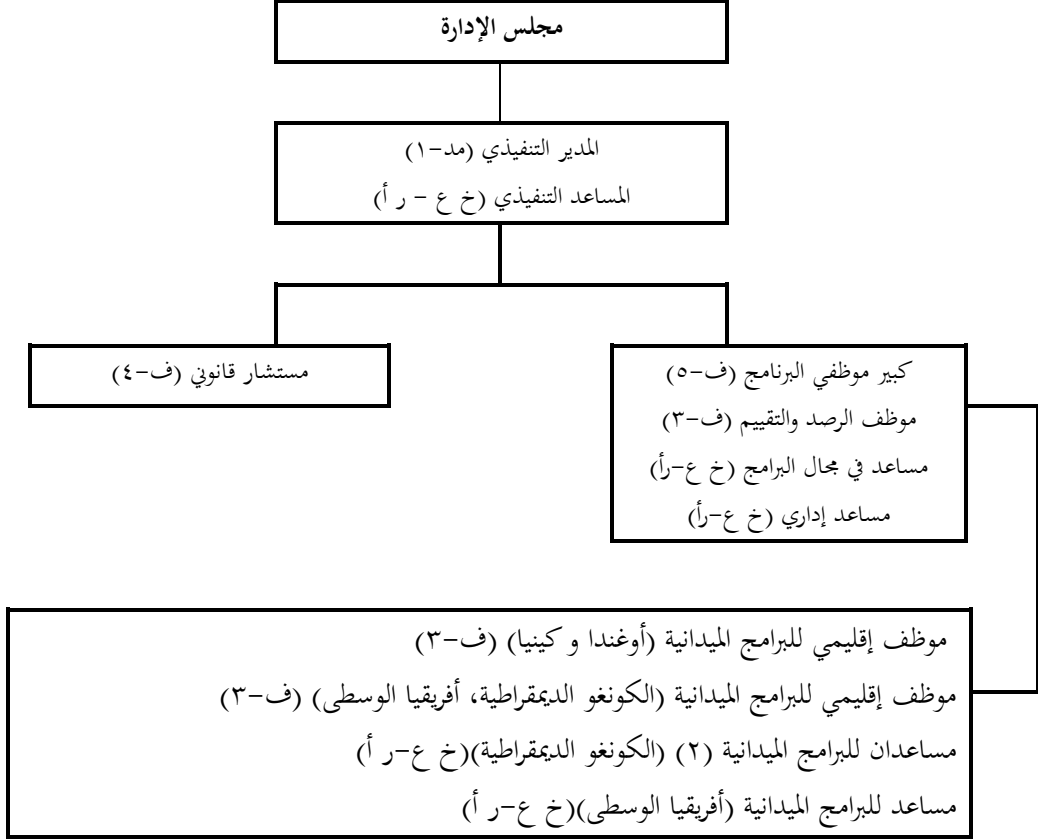 مجلس الإدارة
المدير التنفيذي (مد-١)
المساعد التنفيذي (خ ع - ر أ)
كبير موظفي البرنامج (ف-٥)
موظف الرصد والتقييم (ف-٣)
مساعد في مجال البرامج (خ ع-رأ)
مساعد إداري (خ ع-رأ)
مستشار قانوني (ف-٤)
موظف إقليمي للبرامج الميدانية (أوغندا و كينيا) (ف-٣)
موظف إقليمي للبرامج الميدانية (الكونغو الديمقراطية، أفريقيا الوسطى) (ف-٣)
مساعدان للبرامج الميدانية (٢) (الكونغو الديمقراطية)(خ ع-ر أ)
مساعد للبرامج الميدانية (أفريقيا الوسطى)(خ ع-ر أ)